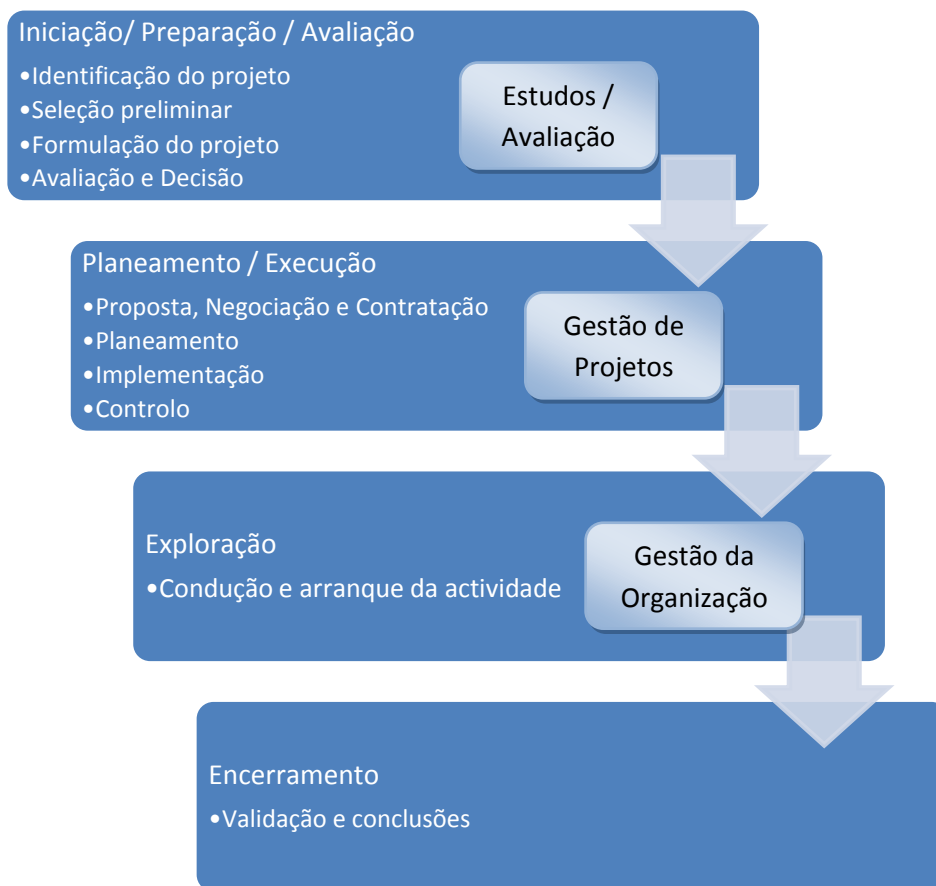 Iniciação/ Preparação / Avaliação
•Identificação do projeto
•Seleção preliminar
•Formulação do projeto
•Avaliação e Decisão
Estudos /
Avaliação
Planeamento / Execução
•Proposta, Negociação e Contratação
•Planeamento
•Implementação
•Controlo
Gestão de
Projetos
Exploração
•Condução e arranque da actividade
Gestão da
Organização
Encerramento
•Validação e conclusões